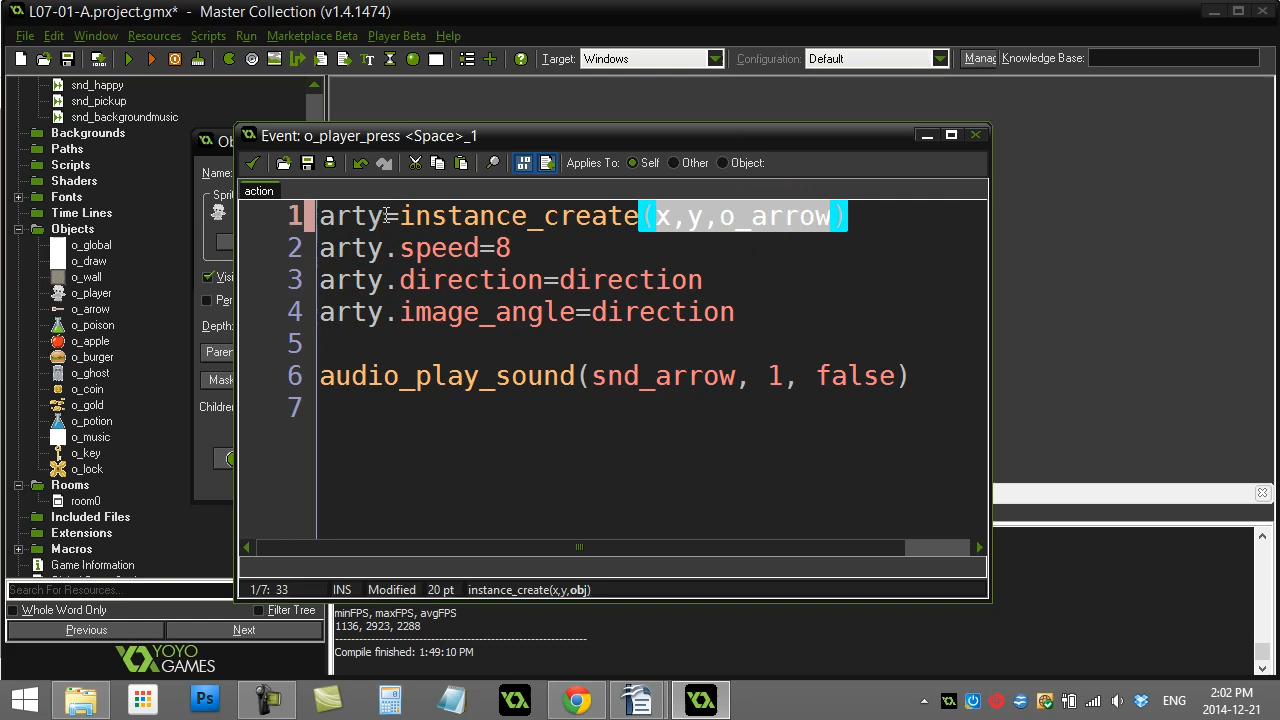 L07-01-A.project.gmx* - Master Collection (v1.4.1474)
File Edit Window Resources Scripts Run Marketplace Beta Player Beta Help
Target: Windows Configuration: Default Manag Knowledge Base:
snd_happy
snd_pickup
snd_backgroundmusic
Backgrounds
Paths
Scripts
Shaders
Fonts
Time Lines
Objects
o_global
o_draw
o_wall
o_player
o_arrow
o_poison
o_apple
o_burger
o_ghost
o_coin
o_gold
o_potion
o_music
o_key
o_lock
Rooms
room0
Included Files
Extensions
Macros
Game Information
Search For Resources...
Whole Word Only Filter Tree
Previous Next
YOYO
GAMES
Ob
Name:
Sprit
Visi
Per
Depth:
Paren
Mask
Children
Event: o_player_press <Space>_1
Applies To: Self Other Object:
action
1 arty=instance_create(x,y,o_arrow)
2 arty.speed=8
3 arty.direction=direction
4 arty.image_angle=direction
5
6 audio_play_sound(snd_arrow, 1, false)
7
1/7: 33 INS Modified 20 pt instance_create(x,y,obj)
minFPS, maxFPS, avgFPS
1136, 2923, 2288
Compile finished: 1:49:10 PM
Ps
ENG
2:02 PM
2014-12-21